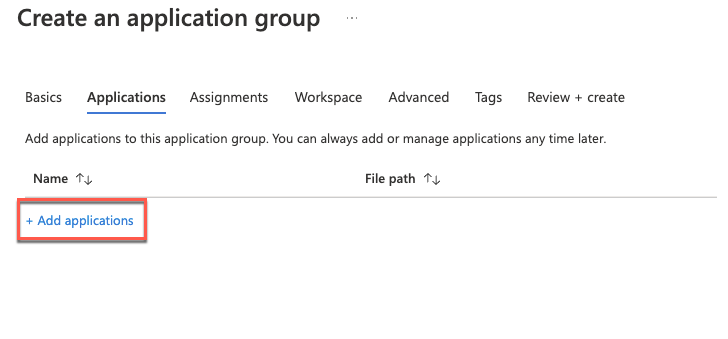 Create an application group ...
Basics Applications Assignments Workspace Advanced Tags Review + create
Add applications to this application group. You can always add or manage applications any time later.
Name ↑↓ File path ↑↓
+ Add applications